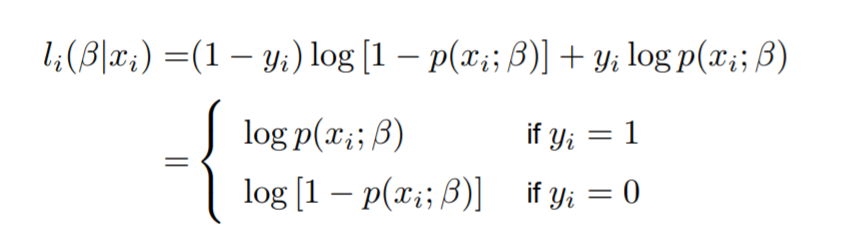 l_i(β|x_i) =(1 − y_i) log [1 − p(x_i; β)] + y_i log p(x_i; β)
= { log p(x_i; β) if y_i = 1
log [1 − p(x_i; β)] if y_i = 0